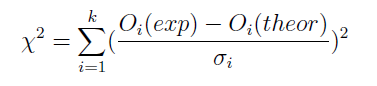 χ² = ∑_{i=1}^{k} ( (O_i(exp) − O_i(theor)) / σ_i )²